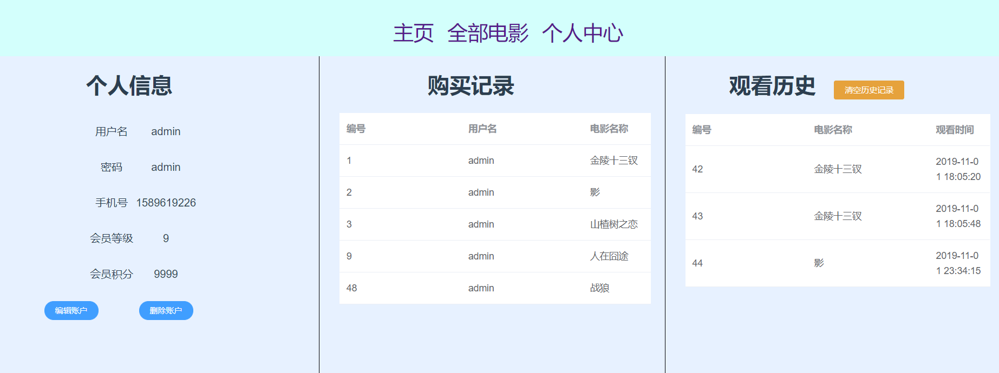 主页 全部电影 个人中心
个人信息
用户名 admin
密码 admin
手机号 1589619226
会员等级 9
会员积分 9999
编辑账户 删除账户
购买记录
编号 用户名 电影名称
1 admin 金陵十三钗
2 admin 影
3 admin 山楂树之恋
9 admin 人在囧途
48 admin 战狼
观看历史 清空历史记录
编号 电影名称 观看时间
42 金陵十三钗 2019-11-0
1 18:05:20
43 金陵十三钗 2019-11-0
1 18:05:48
44 影 2019-11-0
1 23:34:15